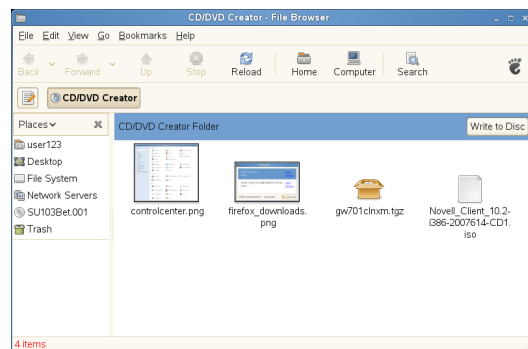 CD/DVD Creator - File Browser
File Edit View Go Bookmarks Help
Back Forward Up Stop Reload Home Computer Search
CD/DVD Creator
Places
CD/DVD Creator Folder
Write to Disc
user123
Desktop
File System
Network Servers
SU103Bet.001
Trash
controlcenter.png
firefox_downloads.
png
gw701clnxm.tgz
Novell_Client_10.2-
i386-2007614-CD1.
iso
4 items